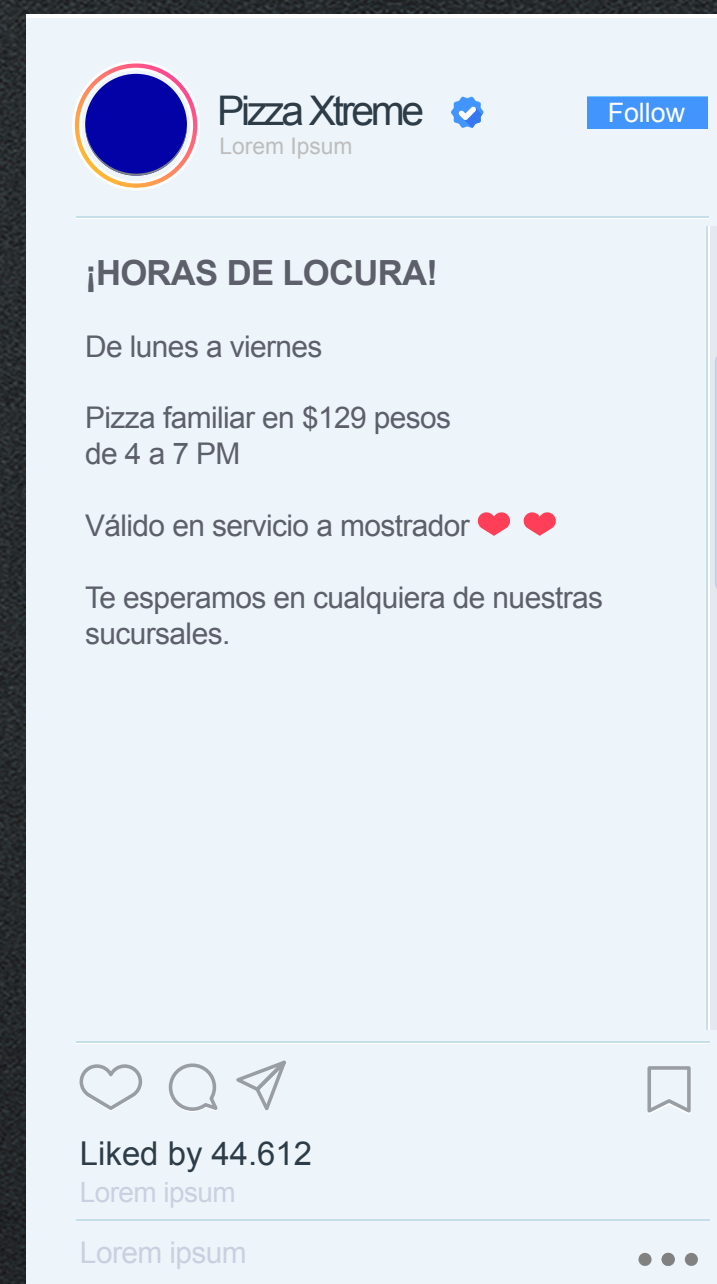 Pizza Xtreme
Follow
Lorem Ipsum
¡HORAS DE LOCURA!
De lunes a viernes
Pizza familiar en $129 pesos
de 4 a 7 PM
Válido en servicio a mostrador ❤️ ❤️
Te esperamos en cualquiera de nuestras
sucursales.
Liked by 44.612
Lorem ipsum
Lorem ipsum